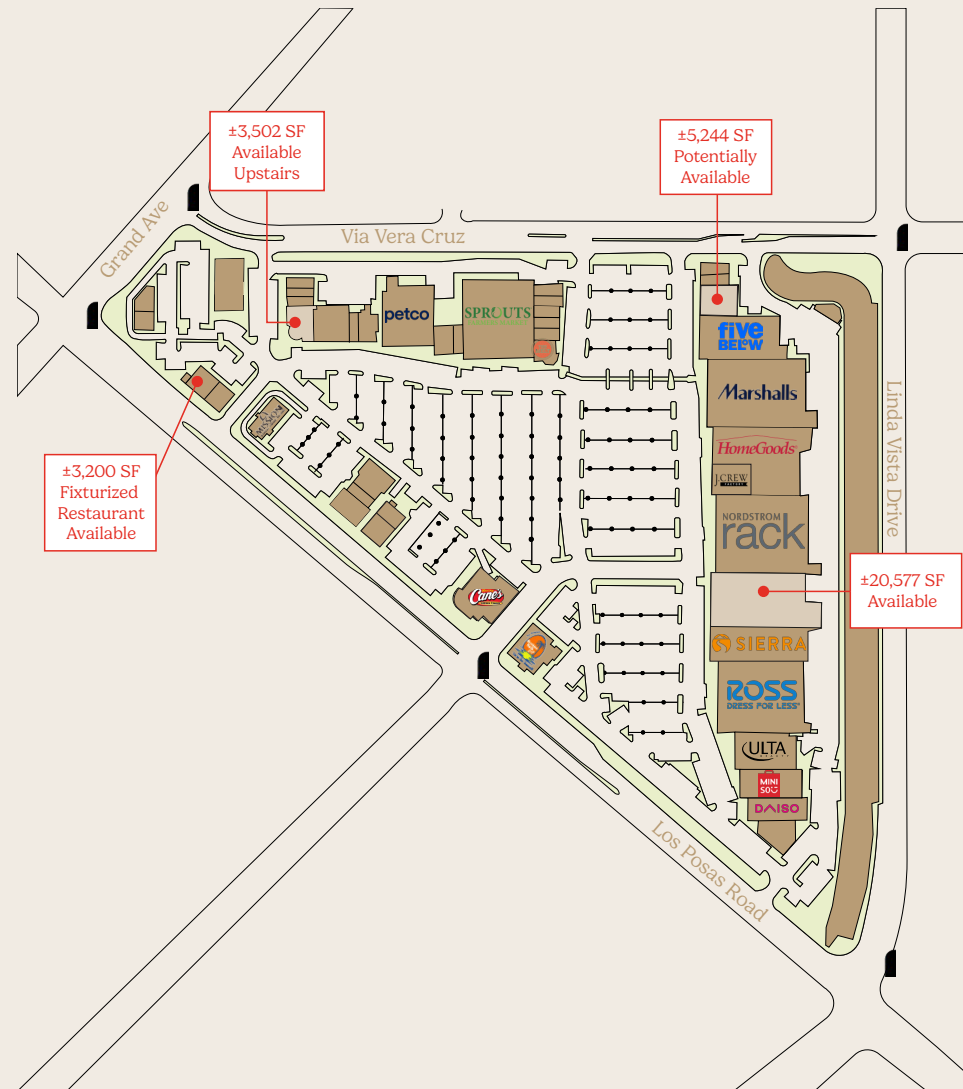 ±3,502 SF
Available
Upstairs
±5,244 SF
Potentially
Available
Grand Ave
Via Vera Cruz
petco
SPROUTS
five
BELOW
Marshalls
HomeGoods
J.CREW
FACTORY
NORDSTROM
rack
Linda Vista Drive
MISSION
±3,200 SF
Fixturized
Restaurant
Available
±20,577 SF
Available
Cane's
SIERRA
ROSS
DRESS FOR LESS
ULTA
MINI
SO
DAISO
Los Posas Road